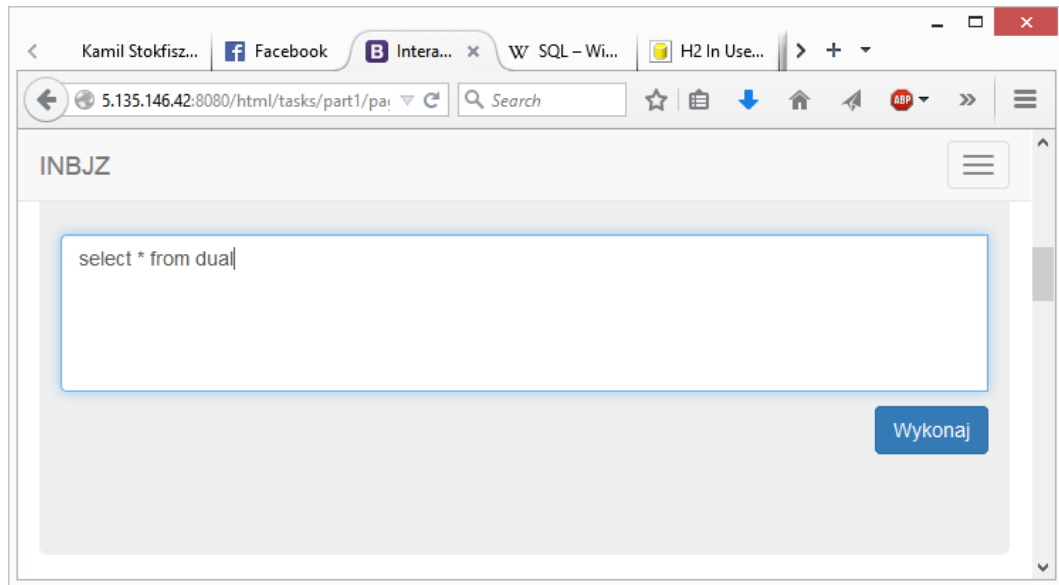 Kamil Stokfisz... Facebook B Intera... W SQL – Wi... H2 In Use...
5.135.146.42:8080/html/tasks/part1/pa Search ABP
INBJZ
select * from dual
Wykonaj